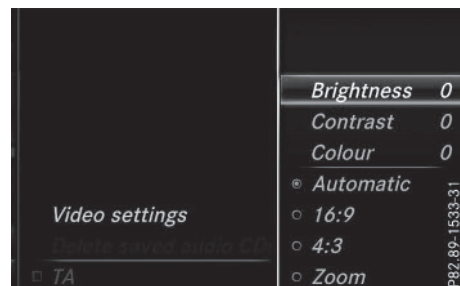 Video settings
Delete saved audio CDs
TA
Brightness 0
Contrast 0
Colour 0
Automatic
16:9
4:3
Zoom
P82.89-1533-31